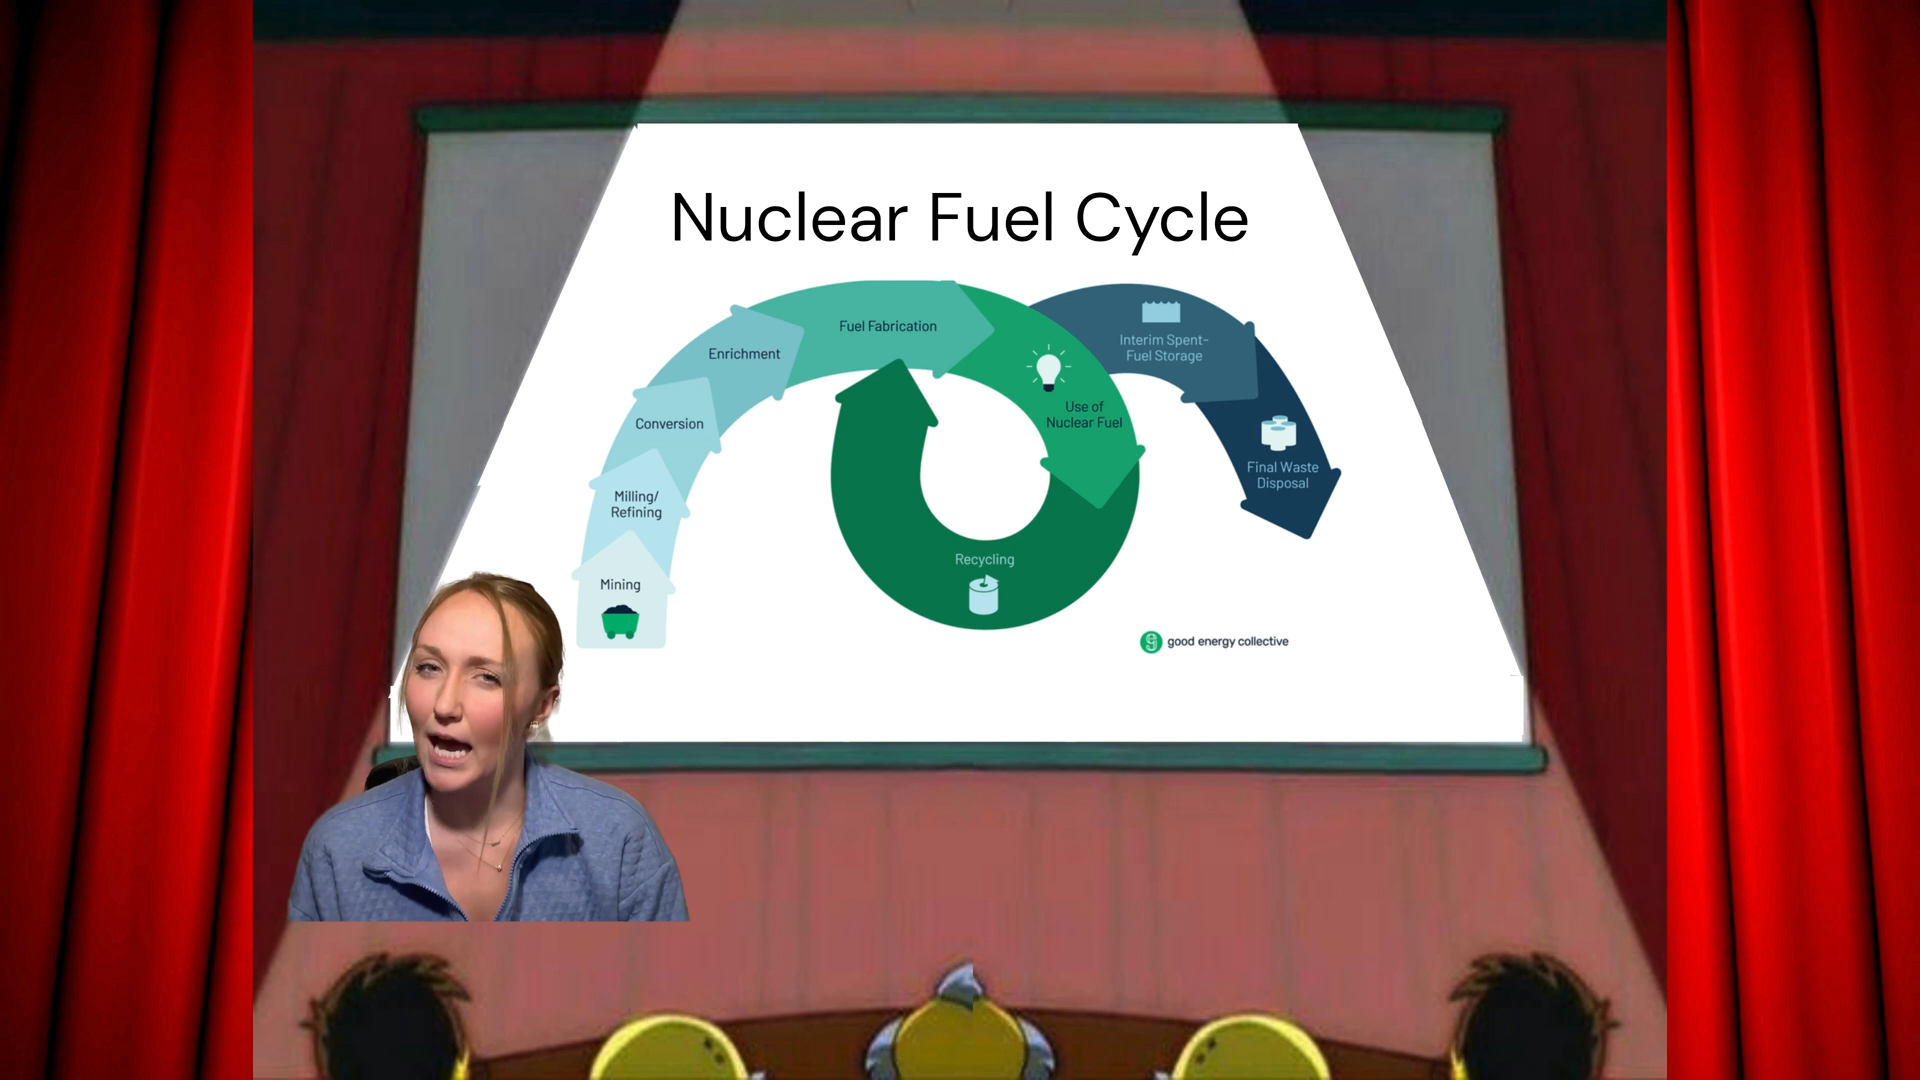 Nuclear Fuel Cycle
Fuel Fabrication
Enrichment
Conversion
Milling/
Refining
Mining
Use of
Nuclear Fuel
Recycling
Interim Spent-
Fuel Storage
Final Waste
Disposal
good energy collective